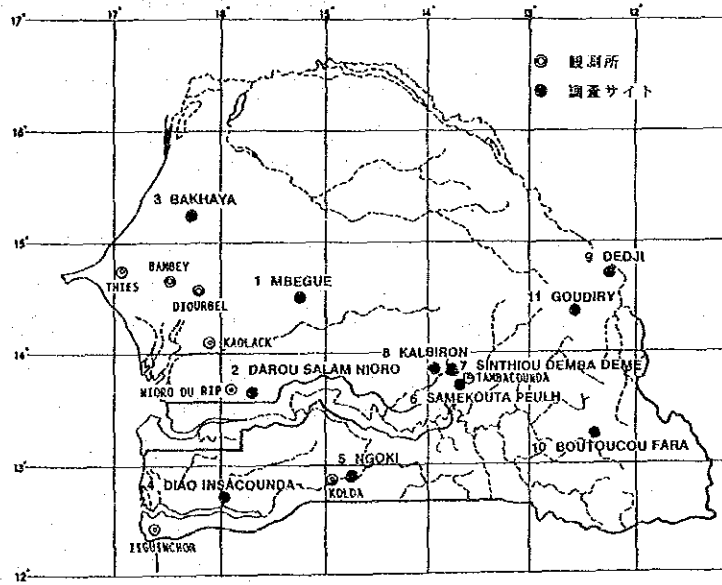 17°
17°
16
15
14
13
12
◎ 観測所
● 調査サイト
16°
3 BAKHAYA
15°
9 DEDJI
THIES
BAMBEY
DIOURBEL
1 MBEGUE
11 GOUDIRY
KAOLACK
14°
8 KALBIRON
7 SINTHIOU DEMBA DEME
2 DAROU SALAM NIORO
TAMBACOUNDA
NIORO DU RIP
6 SAMEKOUTA PEULH
10 BOUTOUCOU FARA
13°
5 NGOKI
4 DIAO INSACOUNDA
KOLDA
ZIGUINCHOR
12°